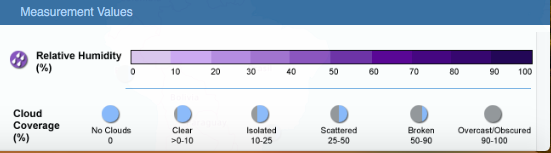 Measurement Values
Relative Humidity
(%)
0 10 20 30 40 50 60 70 80 90 100
Cloud
Coverage
(%)
No Clouds
0
Clear
>0-10
Isolated
10-25
Scattered
25-50
Broken
50-90
Overcast/Obscured
90-100